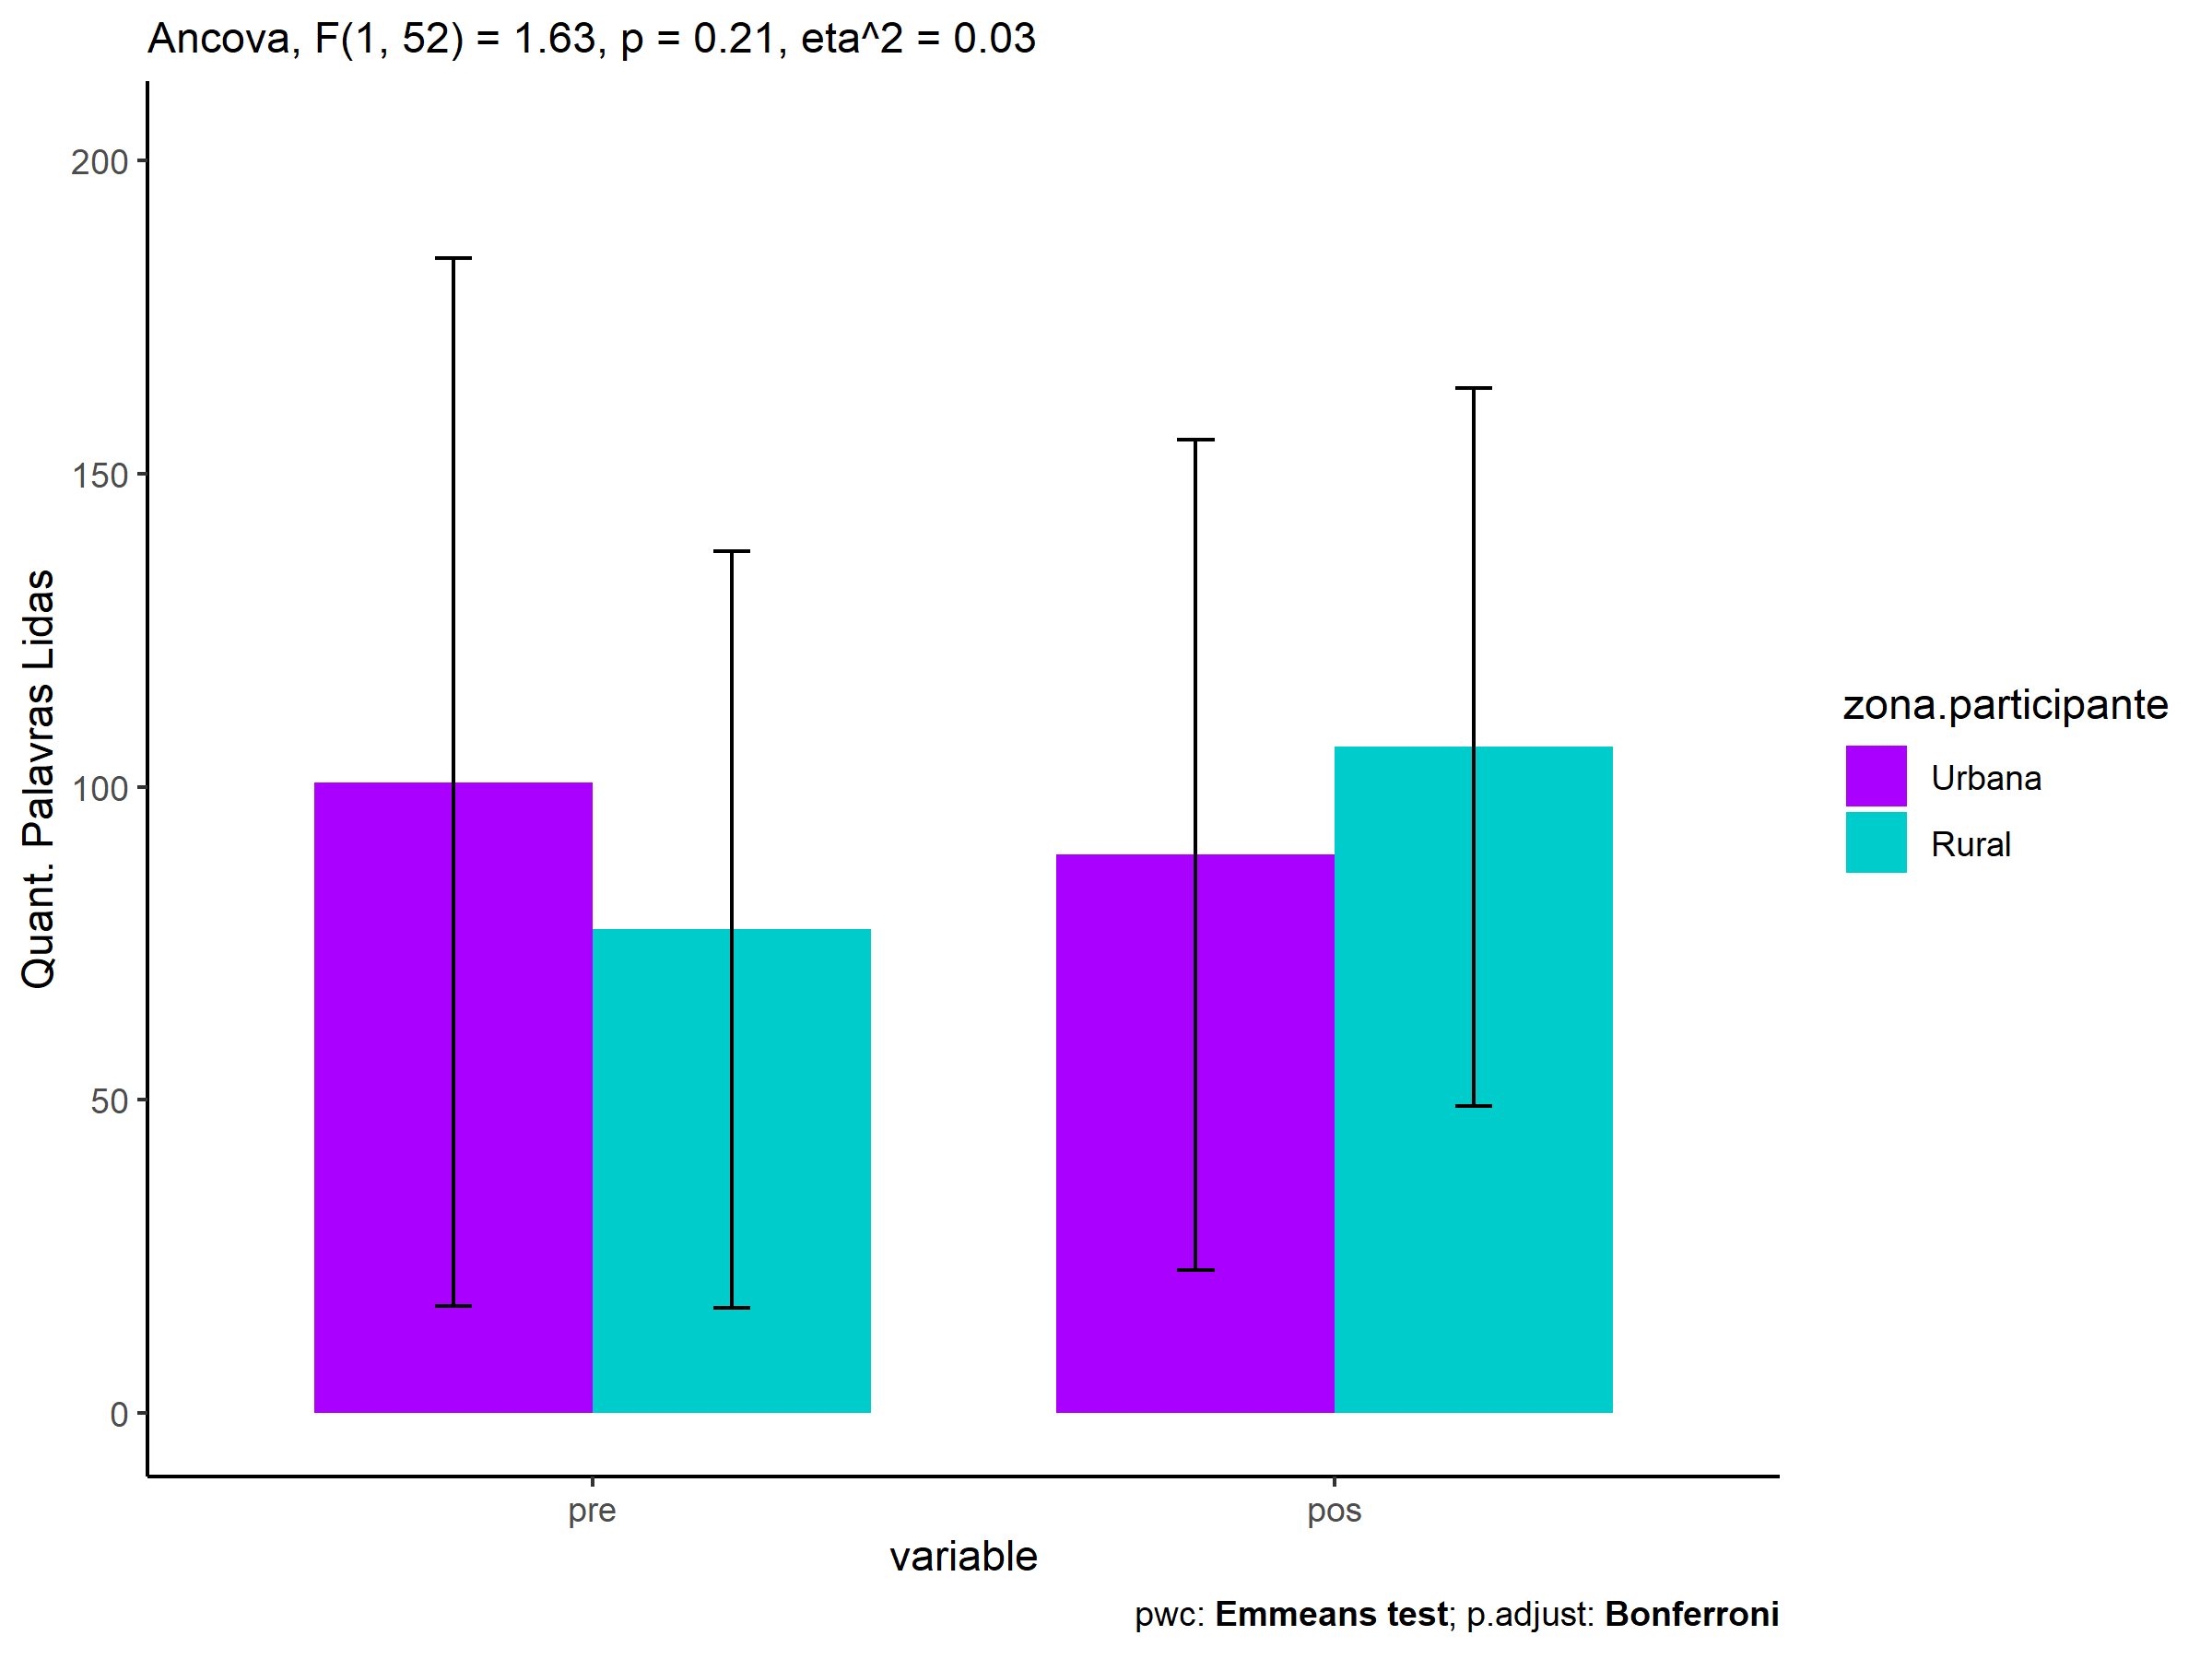 Ancova, F(1, 52) = 1.63, p = 0.21, eta^2 = 0.03
200
150
100
50
0
Quant. Palavras Lidas
pre
pos
variable
zona.participante
Urbana
Rural
pwc: Emmeans test; p.adjust: Bonferroni